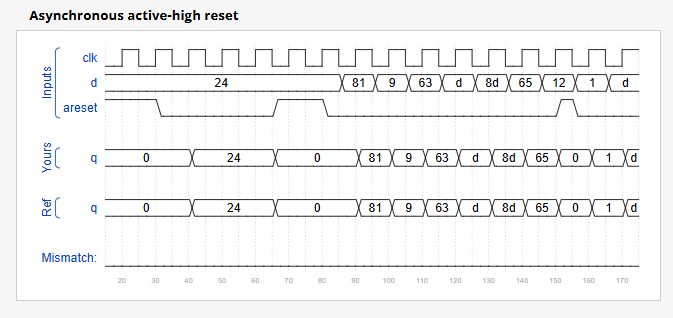 Asynchronous active-high reset
Inputs
clk
d 24 81 9 63 d 8d 65 12 1 d
areset
Yours
q 0 24 0 81 9 63 d 8d 65 0 1 d
Ref
q 0 24 0 81 9 63 d 8d 65 0 1 d
Mismatch:
20 30 40 50 60 70 80 90 100 110 120 130 140 150 160 170